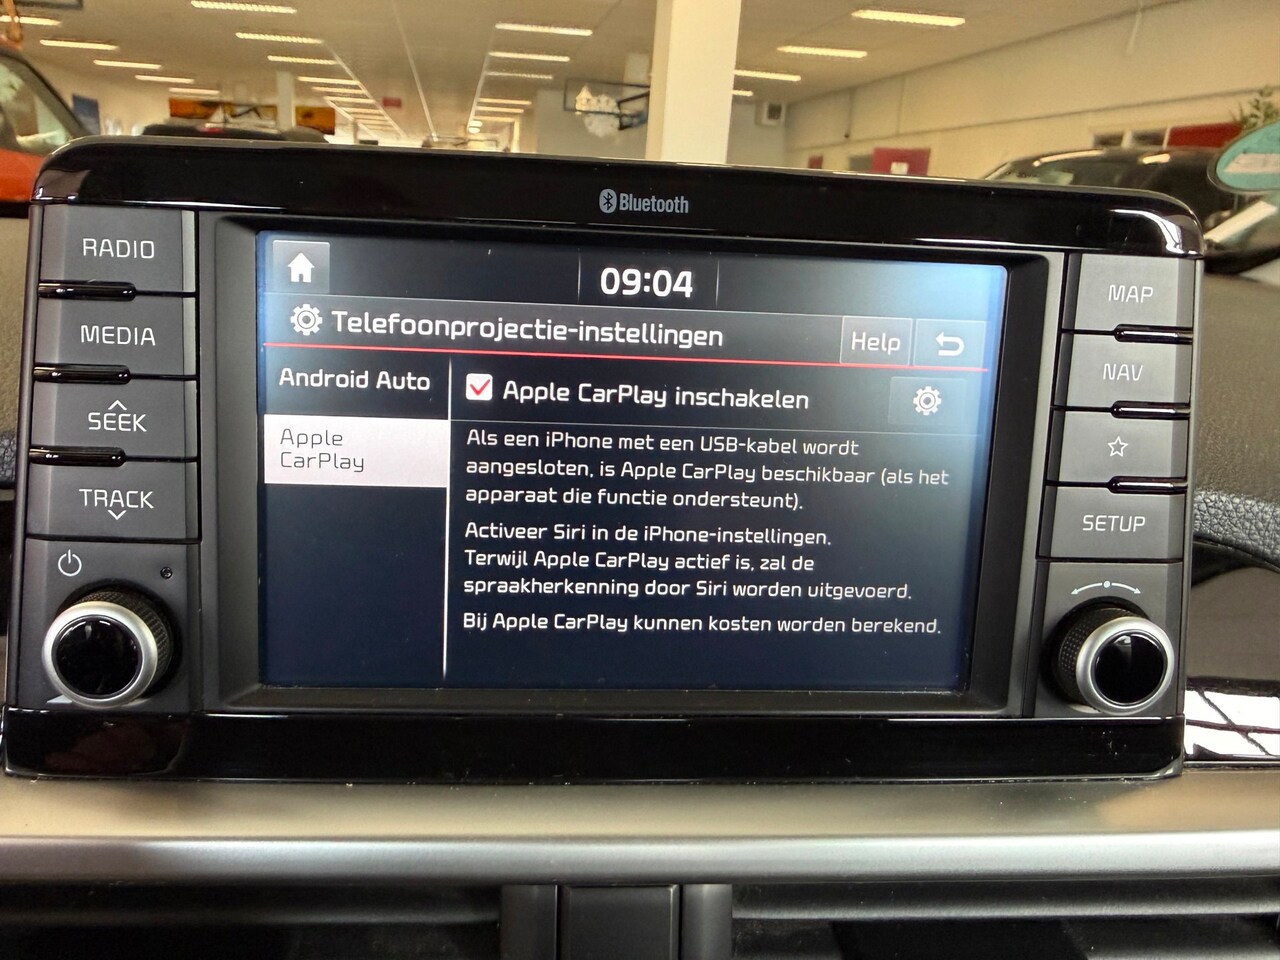 Bluetooth
RADIO
MEDIA
SEEK
TRACK
MAP
NAV
SETUP
09:04
Telefoonprojectie-instellingen
Help
Android Auto
Apple
CarPlay
Apple CarPlay inschakelen
Als een iPhone met een USB-kabel wordt
aangesloten, is Apple CarPlay beschikbaar (als het
apparaat die functie ondersteunt).
Activeer Siri in de iPhone-instellingen.
Terwijl Apple CarPlay actief is, zal de
spraakherkenning door Siri worden uitgevoerd.
Bij Apple CarPlay kunnen kosten worden berekend.